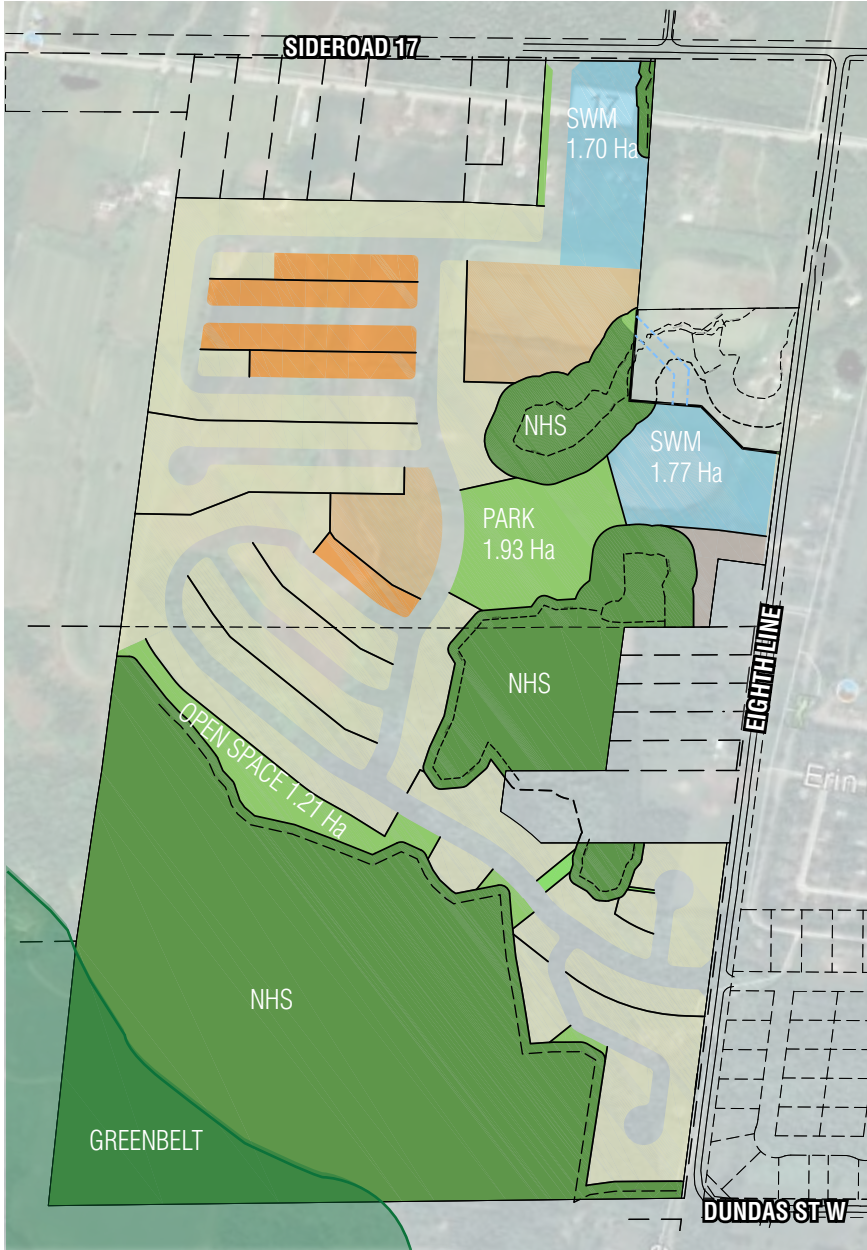 SIDEROAD 17
17
SWM
1.70 Ha
NHS
SWM
1.77 Ha
PARK
1.93 Ha
EIGHTH LINE
NHS
OPEN SPACE 1.21 Ha
Erin
NHS
GREENBELT
DUNDAS ST W